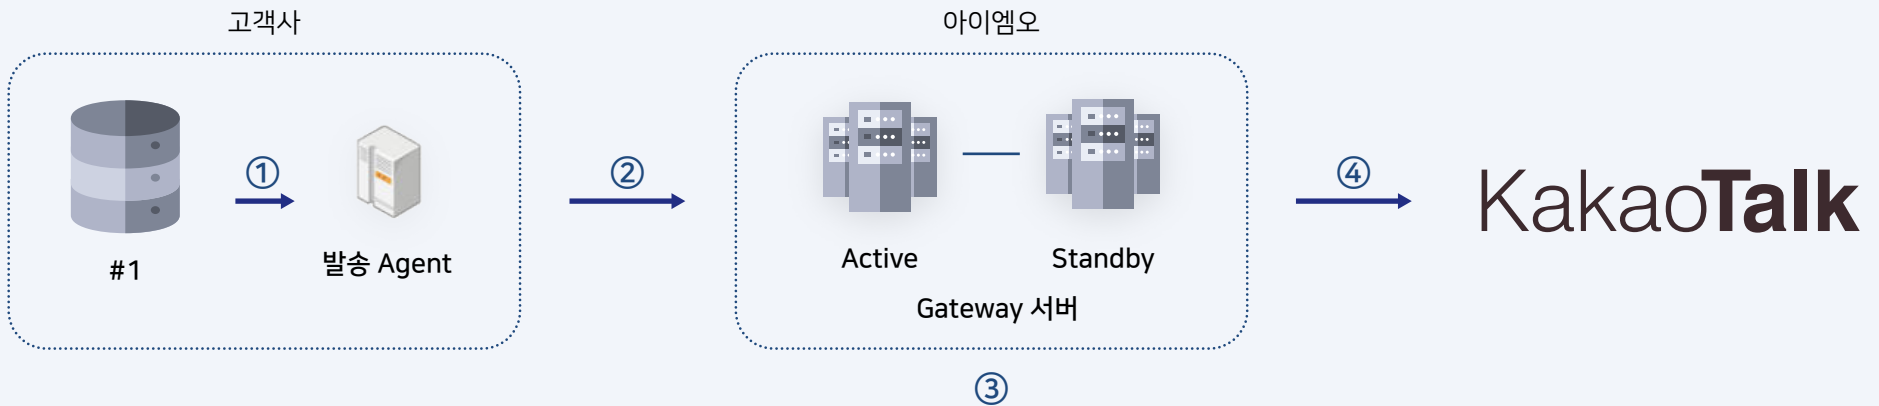 고객사
아이엠오
①
②
④
KakaoTalk
#1
발송 Agent
Active
Standby
Gateway 서버
③